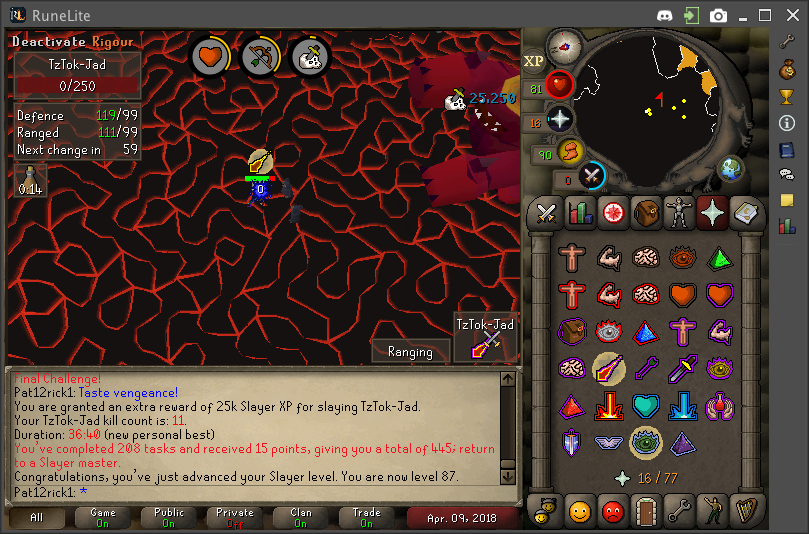 RuneLite
Deactivate Rigour
TzTok-Jad
0/250
Defence 119/99
Ranged 111/99
Next change in 59
0:14
0
25,250
XP
81
16
90
0
TzTok-Jad
Ranging
Final Challenge!
Pat12rick1: Taste vengeance!
You are granted an extra reward of 25k Slayer XP for slaying TzTok-Jad.
Your TzTok-Jad kill count is: 11.
Duration: 36:40 (new personal best)
You've completed 208 tasks and received 15 points, giving you a total of 445; return
to a Slayer master.
Congratulations, you've just advanced your Slayer level. You are now level 87.
Pat12rick1: *
16 / 77
All
Game
On
Public
On
Private
Off
Clan
On
Trade
On
Apr. 09, 2018